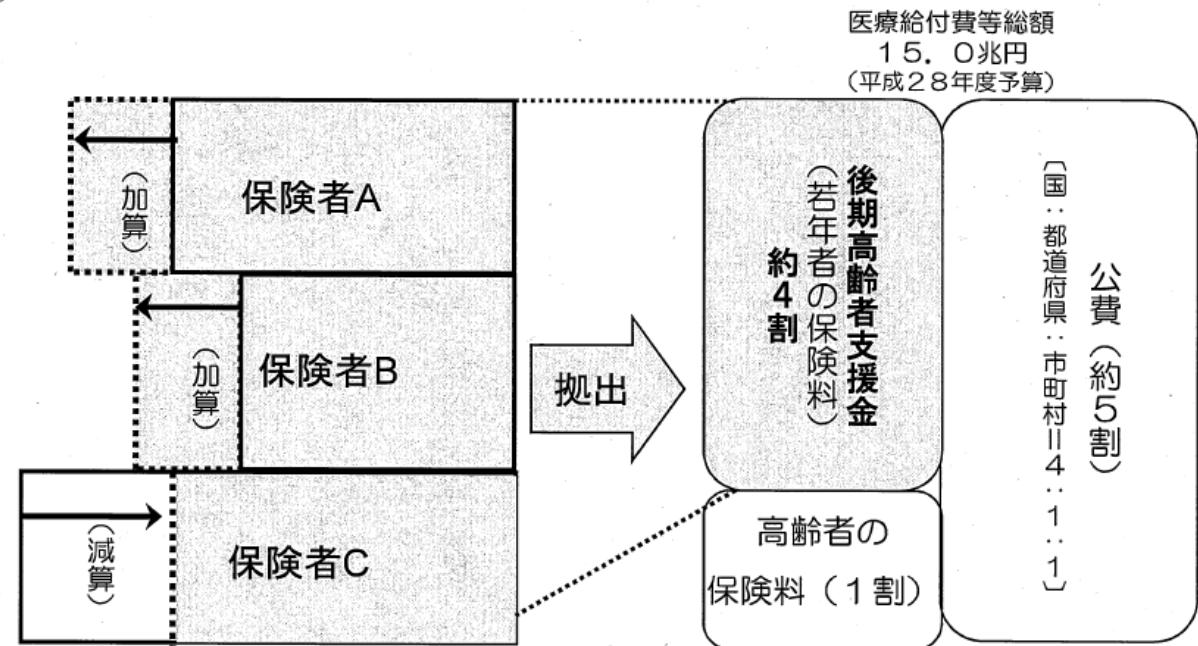 医療給付費等総額
１５．０兆円
（平成２８年度予算）
保険者A
（加算）
保険者B
（加算）
保険者C
（減算）
拠出
後期高齢者支援金
（若年者の保険料）
約４割
高齢者の
保険料（１割）
公費（約５割）
〔国：都道府県：市町村＝４：１：１〕